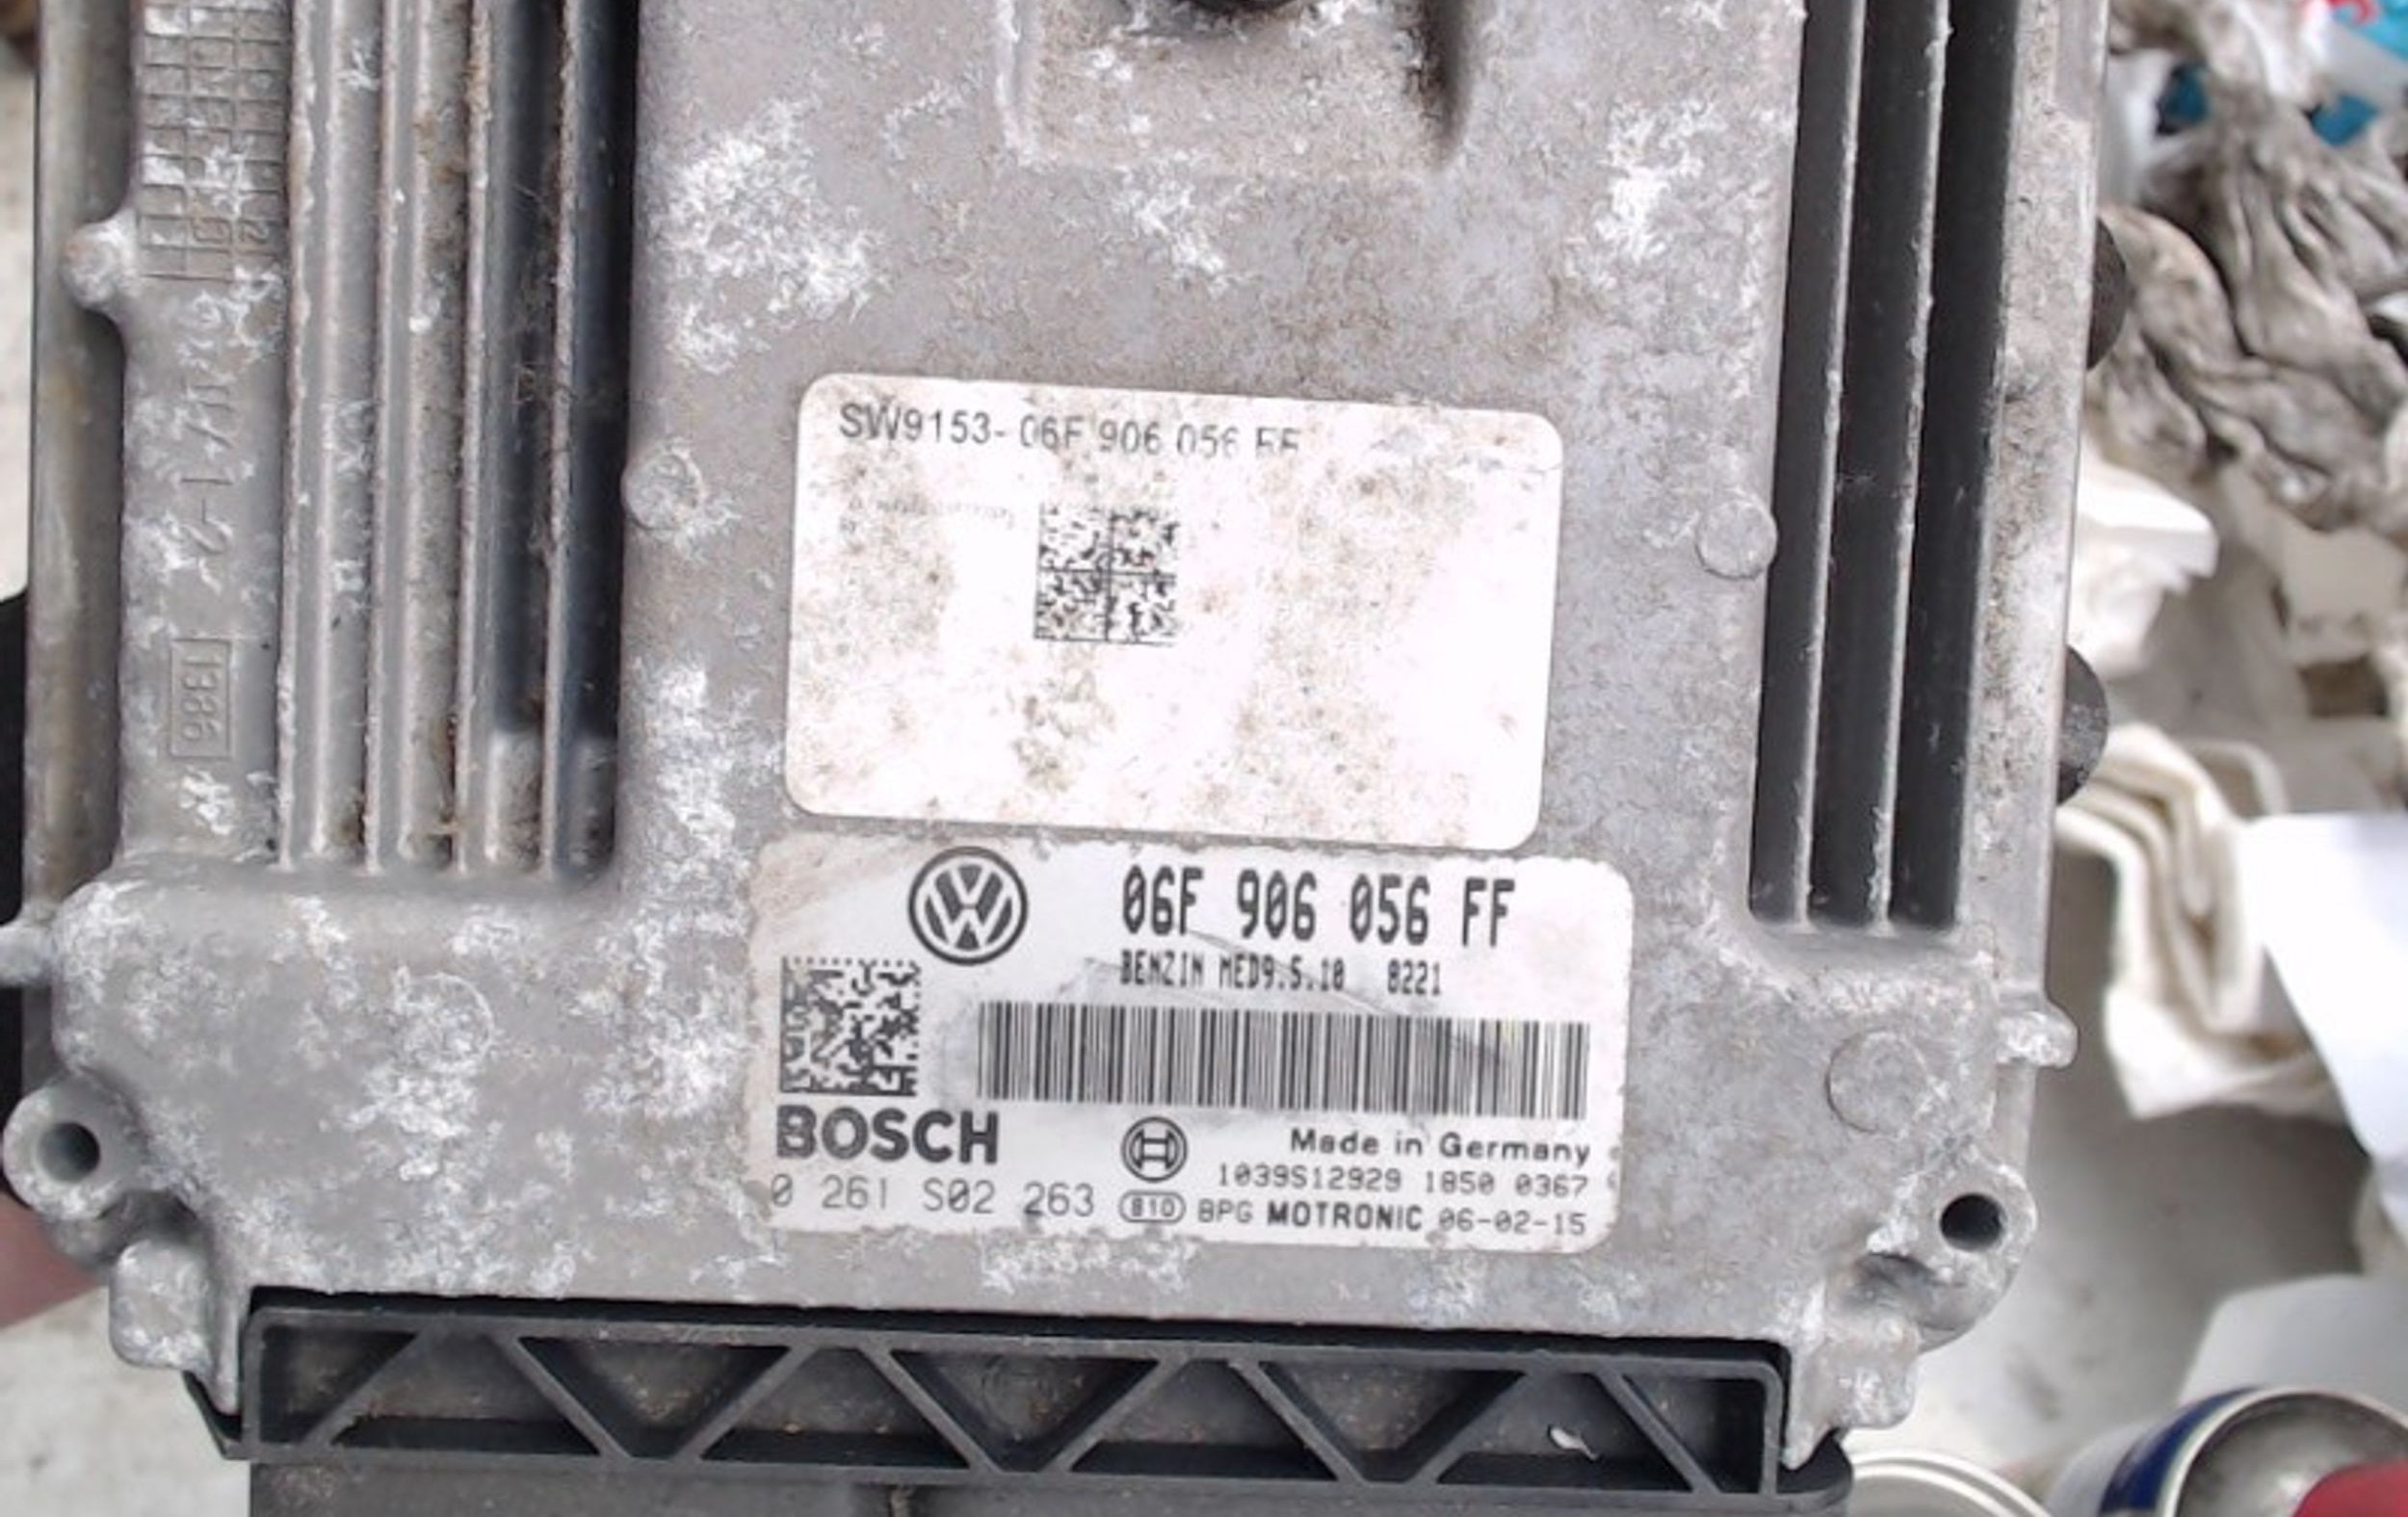 SW9153- 06F 906 056 FF
1386
06F 906 056 FF
BENZIN MED9.5.10 8221
BOSCH
Made in Germany
1039S12929 1850 0367
0 261 S02 263
B10 BPG MOTRONIC 06-02-15